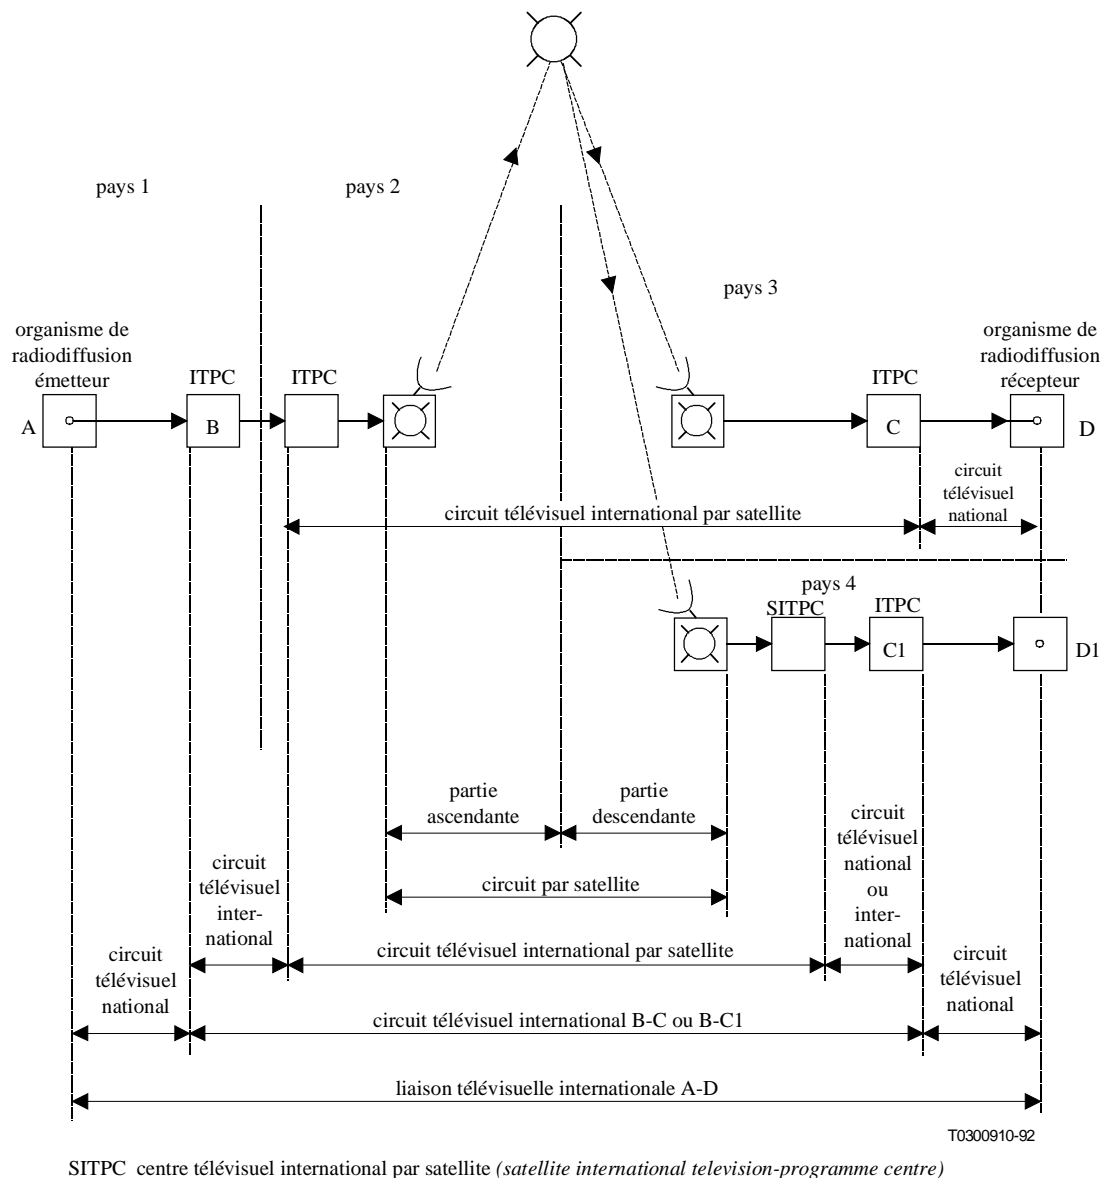 pays 1
pays 2
pays 3
organisme de
radiodiffusion
émetteur
organisme de
radiodiffusion
récepteur
ITPC
ITPC
ITPC
A
B
C
D
circuit
télévisuel
national
circuit télévisuel international par satellite
pays 4
SITPC
ITPC
C1
D1
partie
ascendante
partie
descendante
circuit
télévisuel
national
ou
inter-
national
circuit
télévisuel
inter-
national
circuit par satellite
circuit télévisuel international par satellite
circuit
télévisuel
national
circuit
télévisuel
national
circuit télévisuel international B-C ou B-C1
liaison télévisuelle internationale A-D
T0300910-92
SITPC centre télévisuel international par satellite (satellite international television-programme centre)